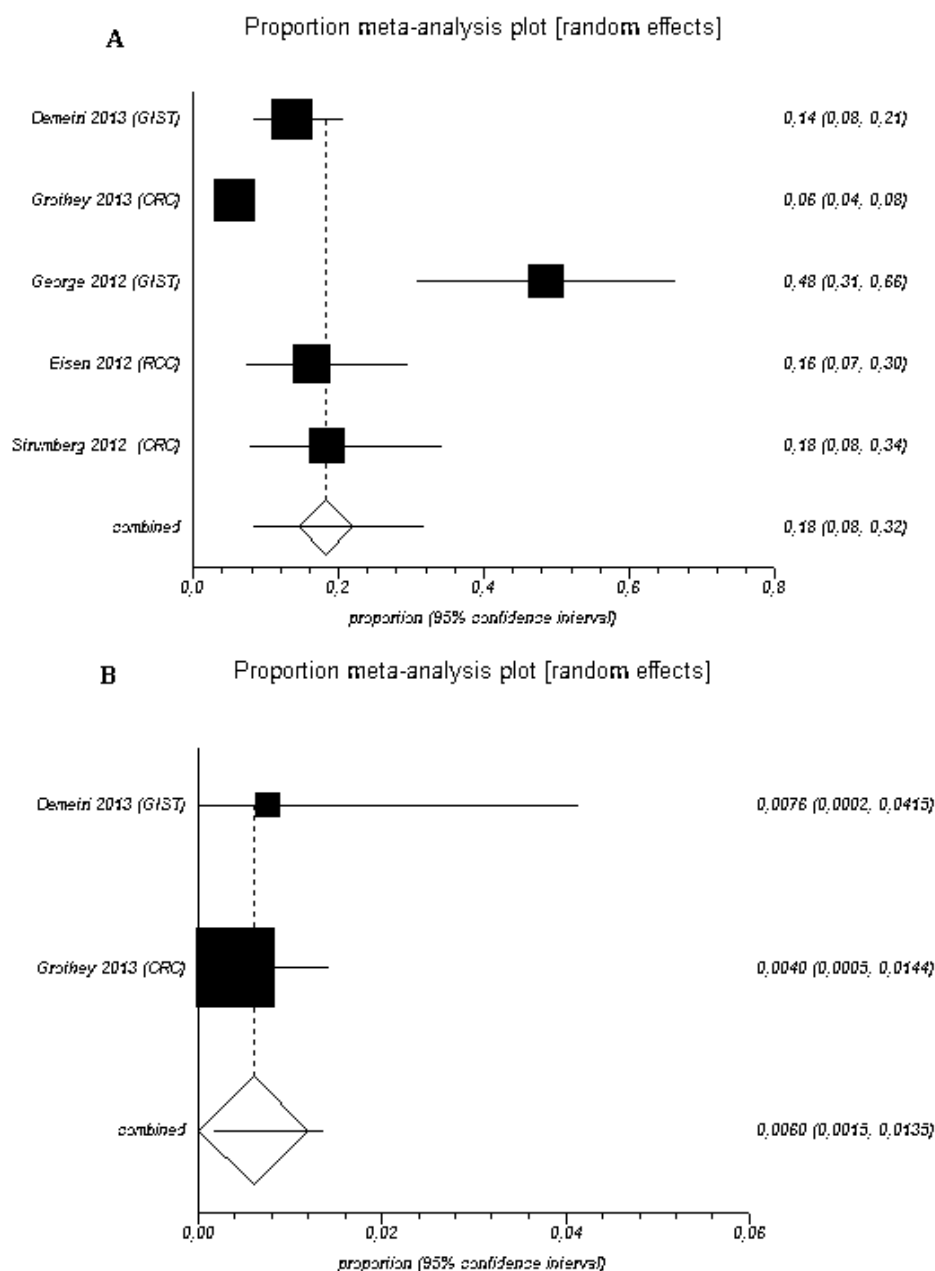 A
Proportion meta-analysis plot [random effects]
Demetri 2013 (GIST) 0,14 (0,08, 0,21)
Grothey 2013 (CRC) 0,06 (0,04, 0,08)
George 2012 (GIST) 0,48 (0,31, 0,66)
Eisen 2012 (RCC) 0,16 (0,07, 0,30)
Strumberg 2012 (CRC) 0,18 (0,08, 0,34)
combined 0,18 (0,08, 0,32)
0,0 0,2 0,4 0,6 0,8
proportion (95% confidence interval)
B
Proportion meta-analysis plot [random effects]
Demetri 2013 (GIST) 0,0076 (0,0002, 0,0415)
Grothey 2013 (CRC) 0,0040 (0,0005, 0,0144)
combined 0,0060 (0,0015, 0,0135)
0,00 0,02 0,04 0,06
proportion (95% confidence interval)